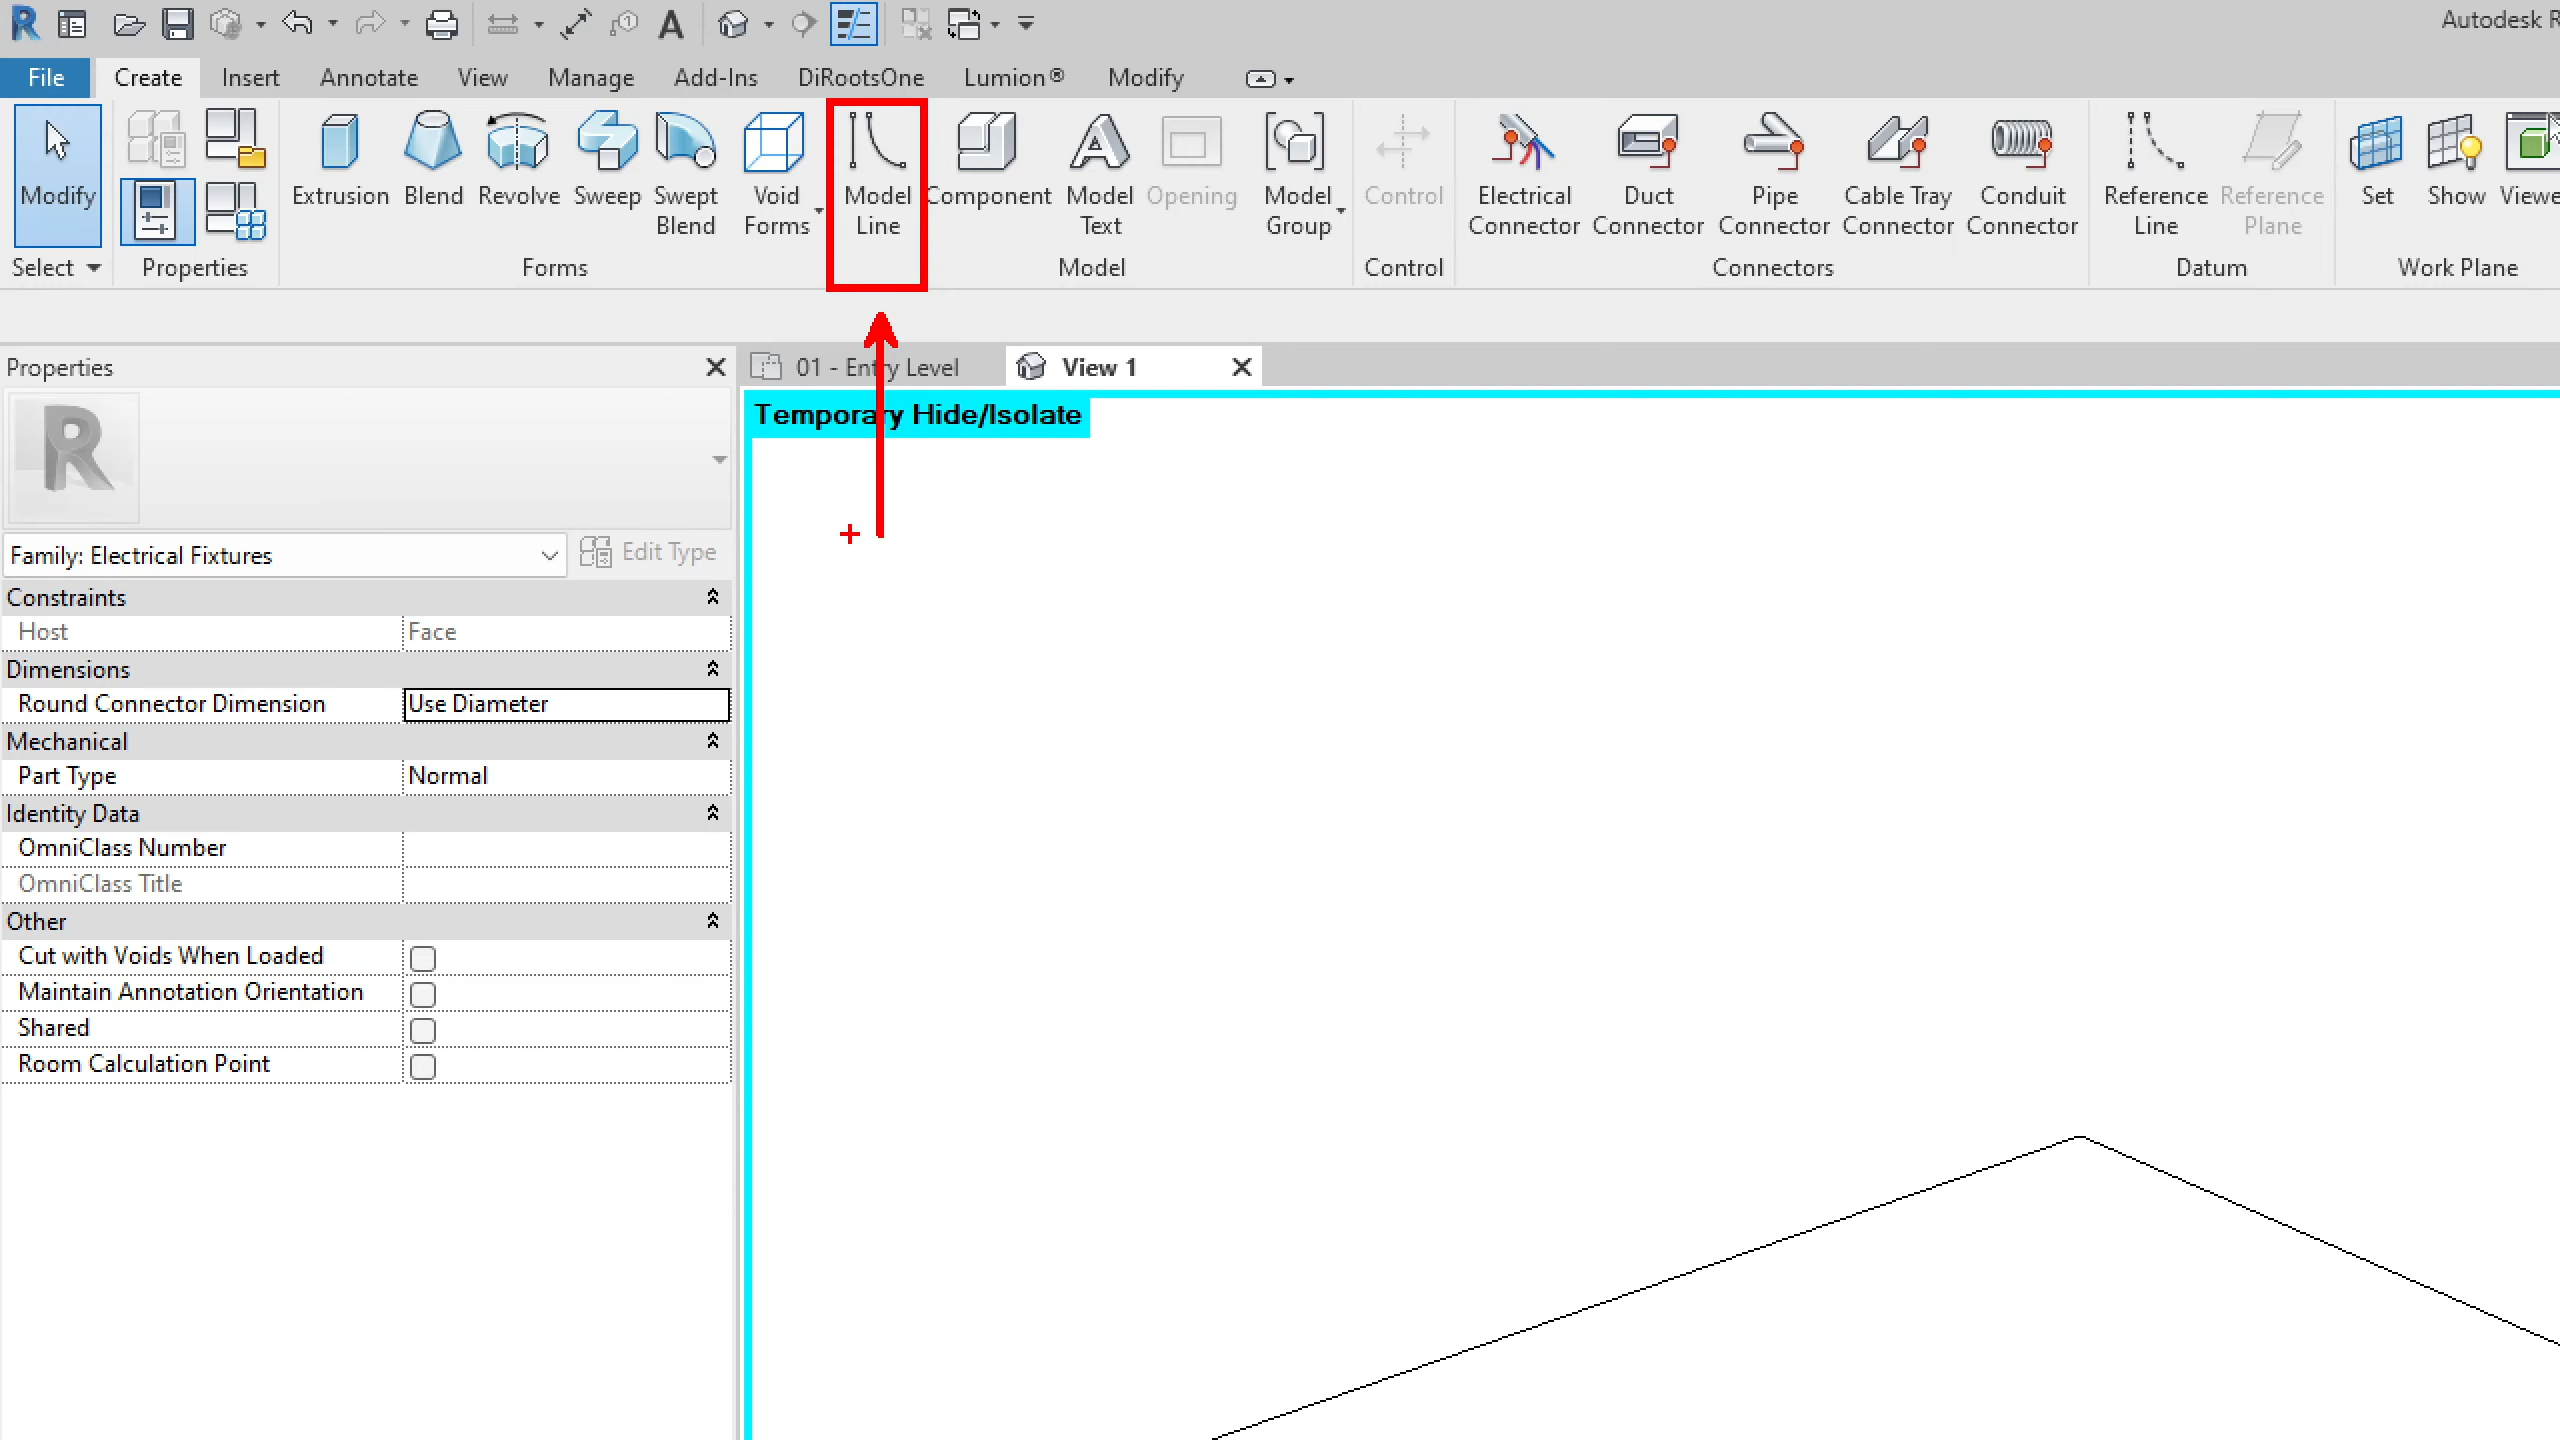 Autodesk R
File Create Insert Annotate View Manage Add-Ins DiRootsOne Lumion® Modify
Modify
Extrusion Blend Revolve Sweep Swept Blend Void Forms Model Line Component Model Text Opening Model Group Control Electrical Connector Duct Connector Pipe Connector Cable Tray Connector Conduit Connector Reference Line Reference Plane Set Show Viewe
Select Properties Forms Model Control Connectors Datum Work Plane
Properties
01 - Entry Level View 1
Temporary Hide/Isolate
Family: Electrical Fixtures Edit Type
Constraints
Host Face
Dimensions
Round Connector Dimension Use Diameter
Mechanical
Part Type Normal
Identity Data
OmniClass Number
OmniClass Title
Other
Cut with Voids When Loaded
Maintain Annotation Orientation
Shared
Room Calculation Point